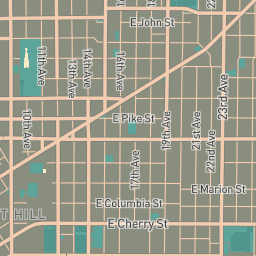 E John St
11th Ave
13th Ave
14th Ave
16th Ave
23rd Ave
10th Ave
E Pike St
17th Ave
19th Ave
21st Ave
22nd Ave
E Marion St
E Columbia St
T HILL
E Cherry St